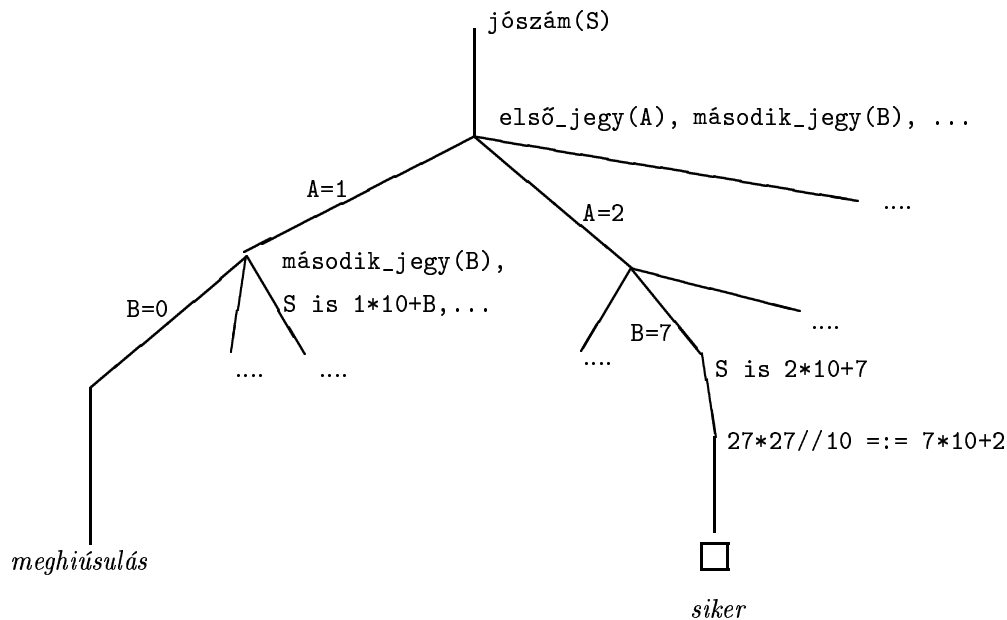 jószám(S)
első_jegy(A), második_jegy(B), ...
A=1
....
A=2
második_jegy(B),
B=0
S is 1*10+B,...
B=7
....
....
....
....
S is 2*10+7
27*27//10 =:= 7*10+2
meghiúsulás
siker